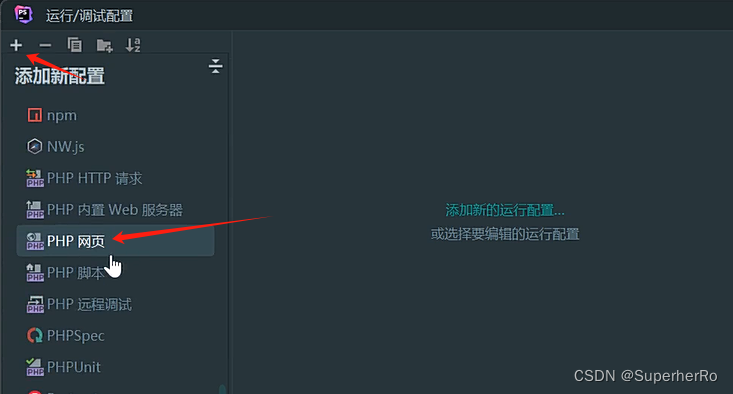 PS
运行/调试配置
添加新配置
npm
NW.js
PHP HTTP 请求
PHP 内置 Web 服务器
PHP 网页
PHP 脚本
PHP 远程调试
PHPSpec
PHPUnit
添加新的运行配置...
或选择要编辑的运行配置
CSDN @SuperherRo